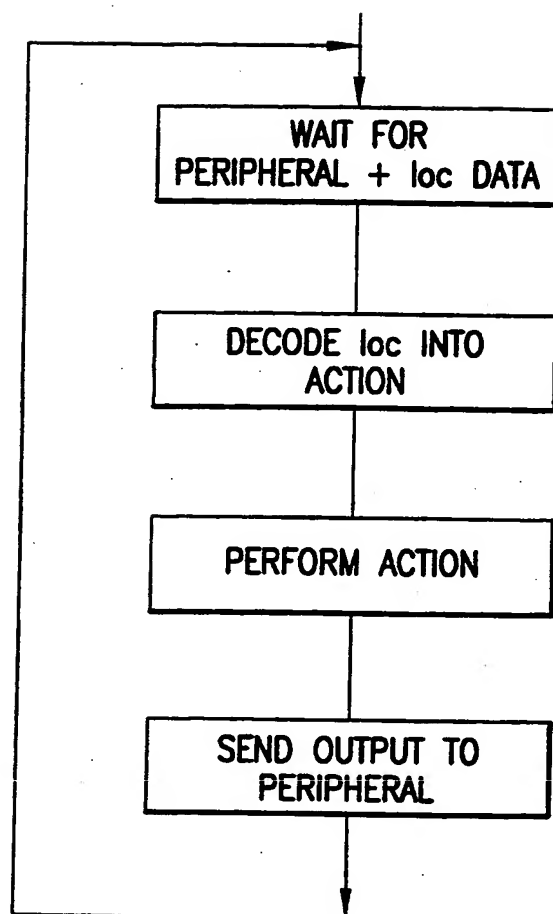 WAIT FOR
PERIPHERAL + loc DATA
DECODE loc INTO
ACTION
PERFORM ACTION
SEND OUTPUT TO
PERIPHERAL